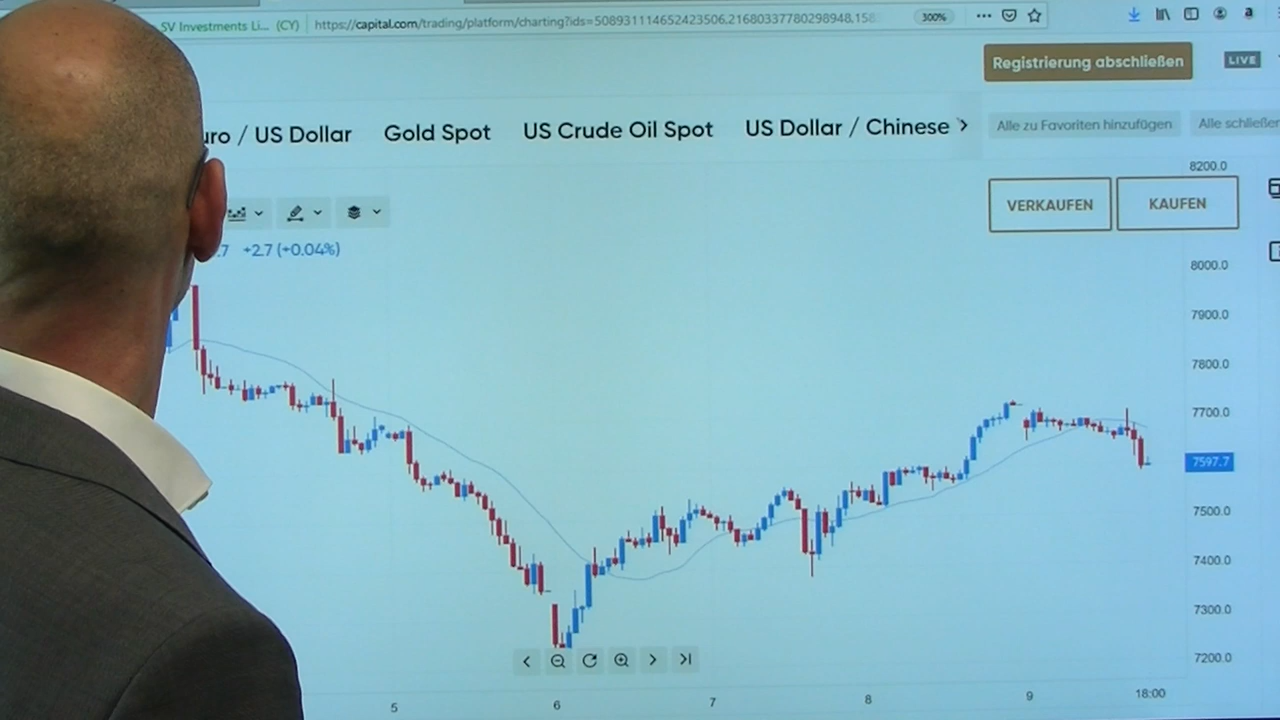 SV Investments Li... (CY)
https://capital.com/trading/platform/charting?ids=508931114652423506.21680337780298948.158
300%
Registrierung abschließen
LIVE
uro / US Dollar
Gold Spot
US Crude Oil Spot
US Dollar / Chinese
Alle zu Favoriten hinzufügen
Alle schließen
8200.0
VERKAUFEN
KAUFEN
.7 +2.7 (+0.04%)
8000.0
7900.0
7800.0
7700.0
7597.7
7500.0
7400.0
7300.0
7200.0
5
6
7
8
9
18:00